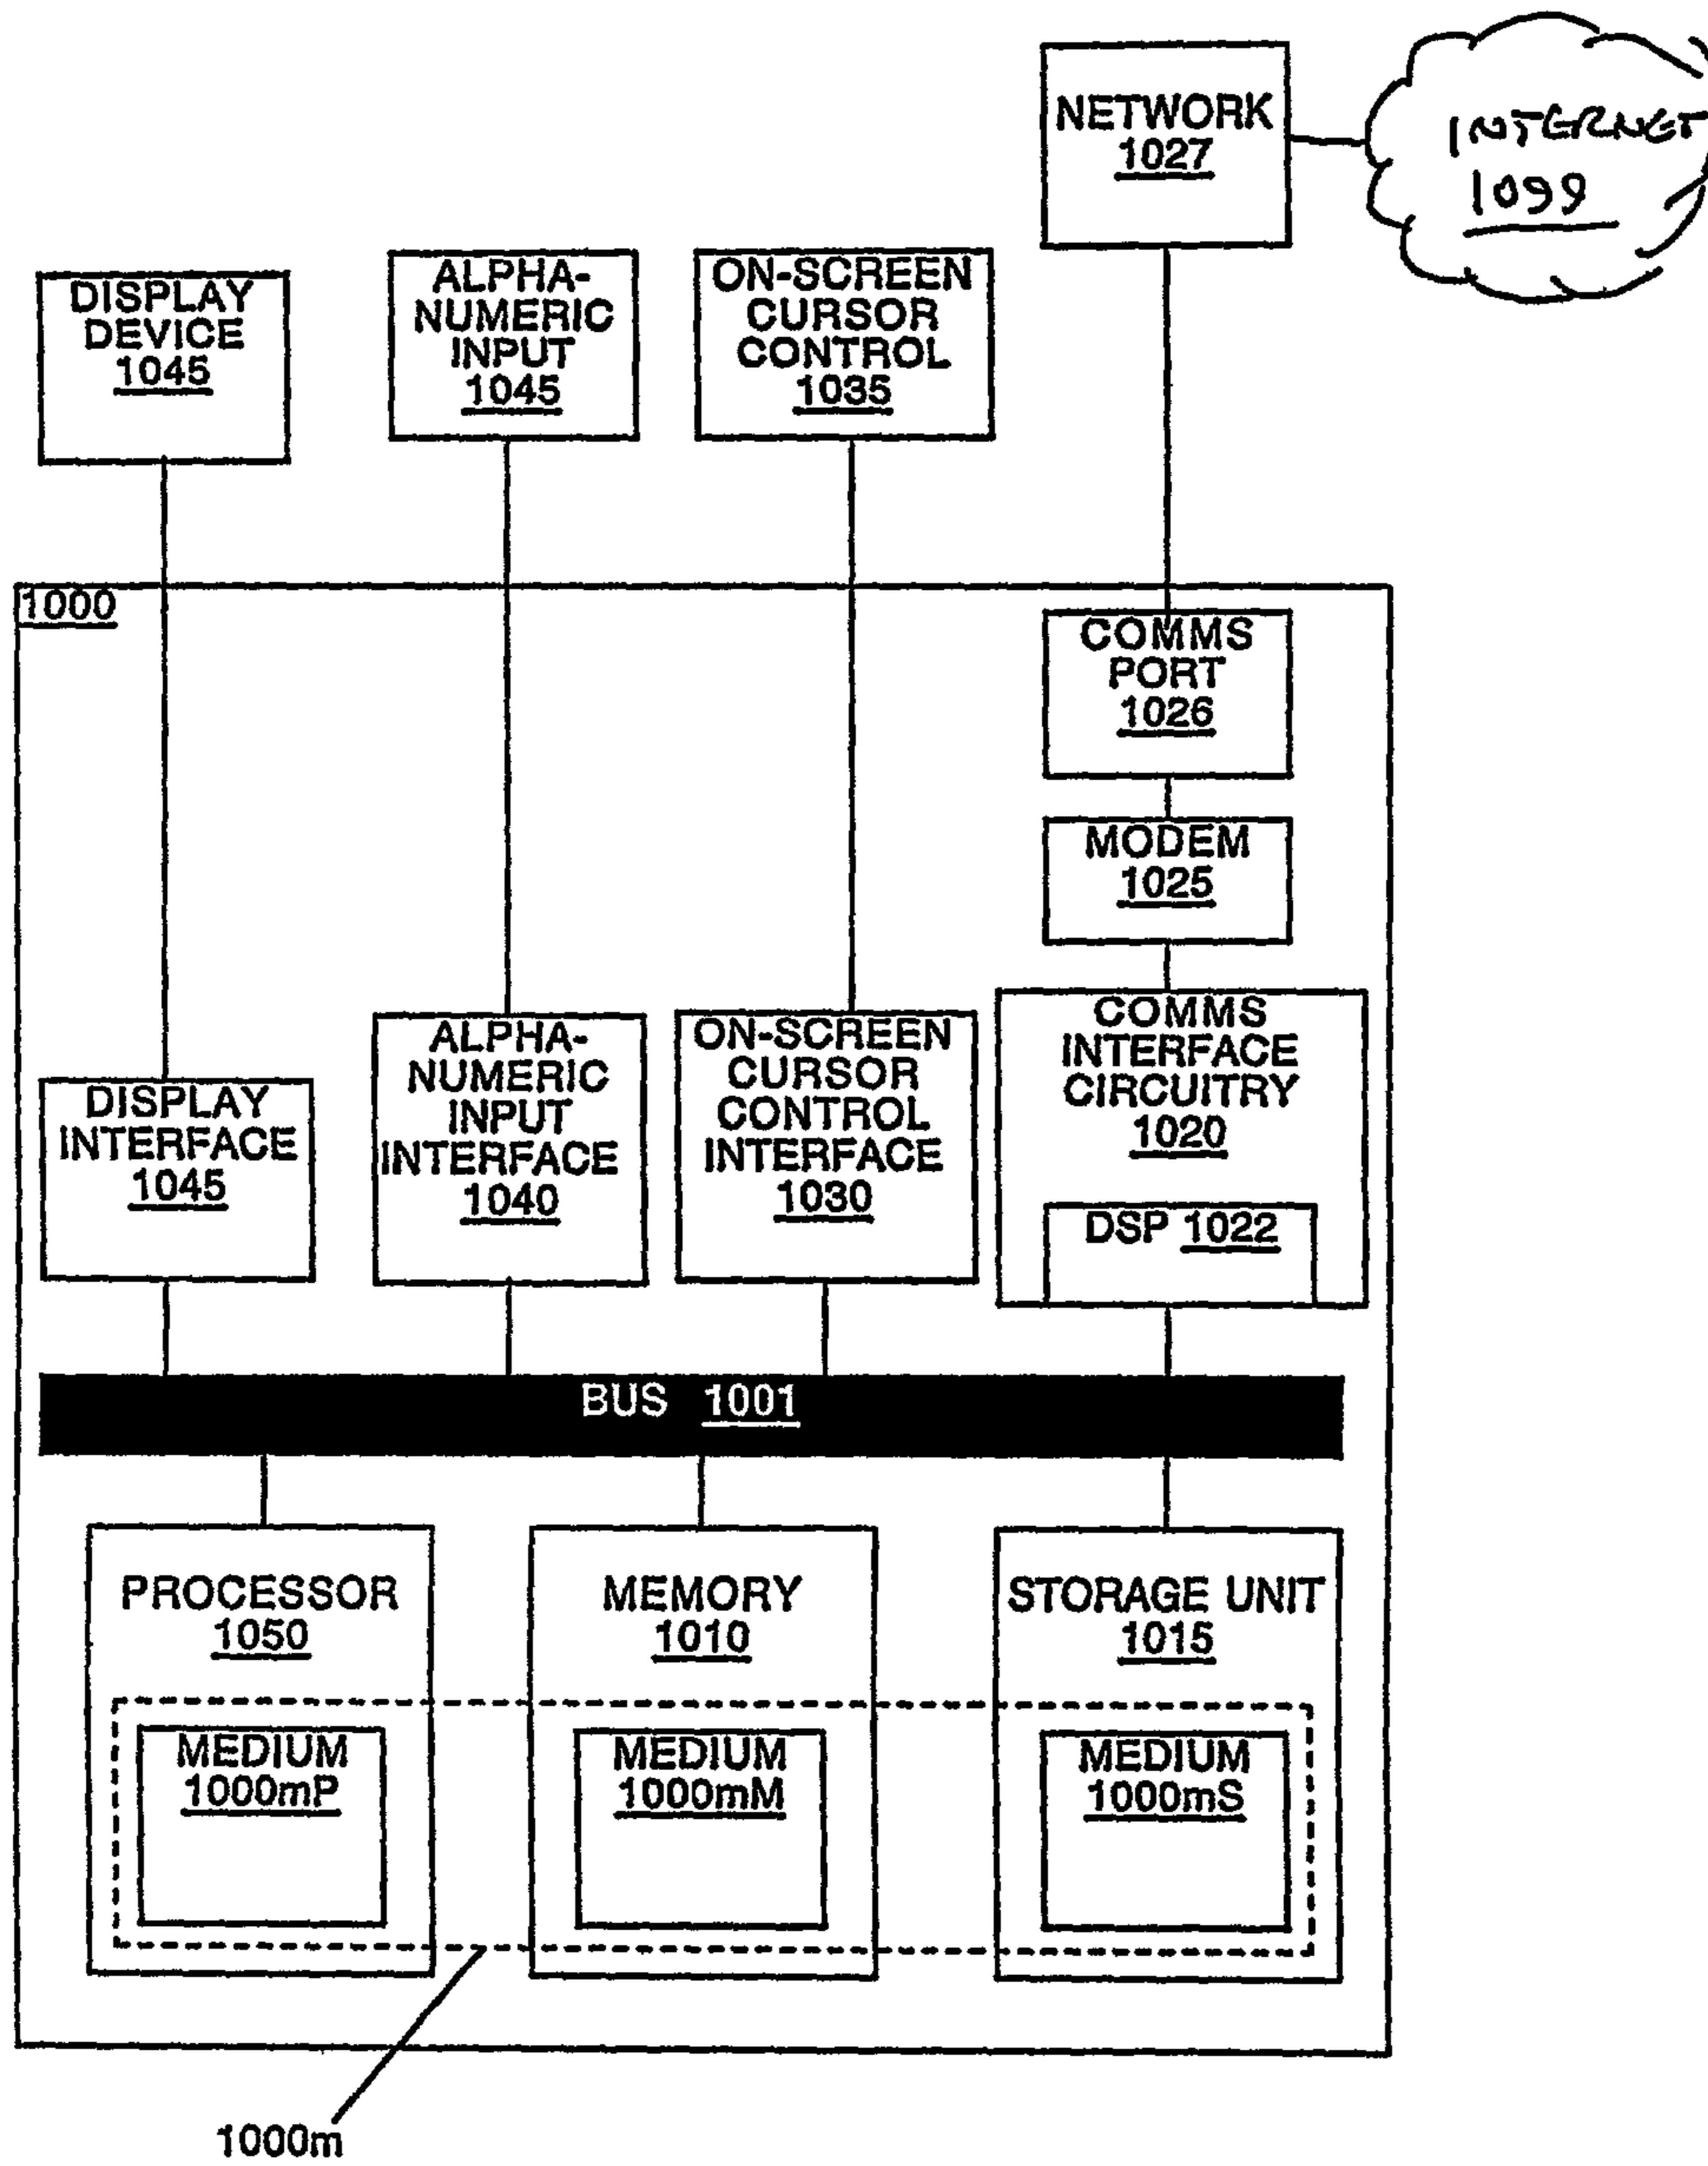 NETWORK
1027
INTERNET
1099
DISPLAY
DEVICE
1045
ALPHA-
NUMERIC
INPUT
1045
ON-SCREEN
CURSOR
CONTROL
1035
1000
COMMS
PORT
1026
MODEM
1025
COMMS
INTERFACE
CIRCUITRY
1020
DSP 1022
DISPLAY
INTERFACE
1045
ALPHA-
NUMERIC
INPUT
INTERFACE
1040
ON-SCREEN
CURSOR
CONTROL
INTERFACE
1030
BUS 1001
PROCESSOR
1050
MEMORY
1010
STORAGE UNIT
1015
MEDIUM
1000mP
MEDIUM
1000mM
MEDIUM
1000mS
1000m